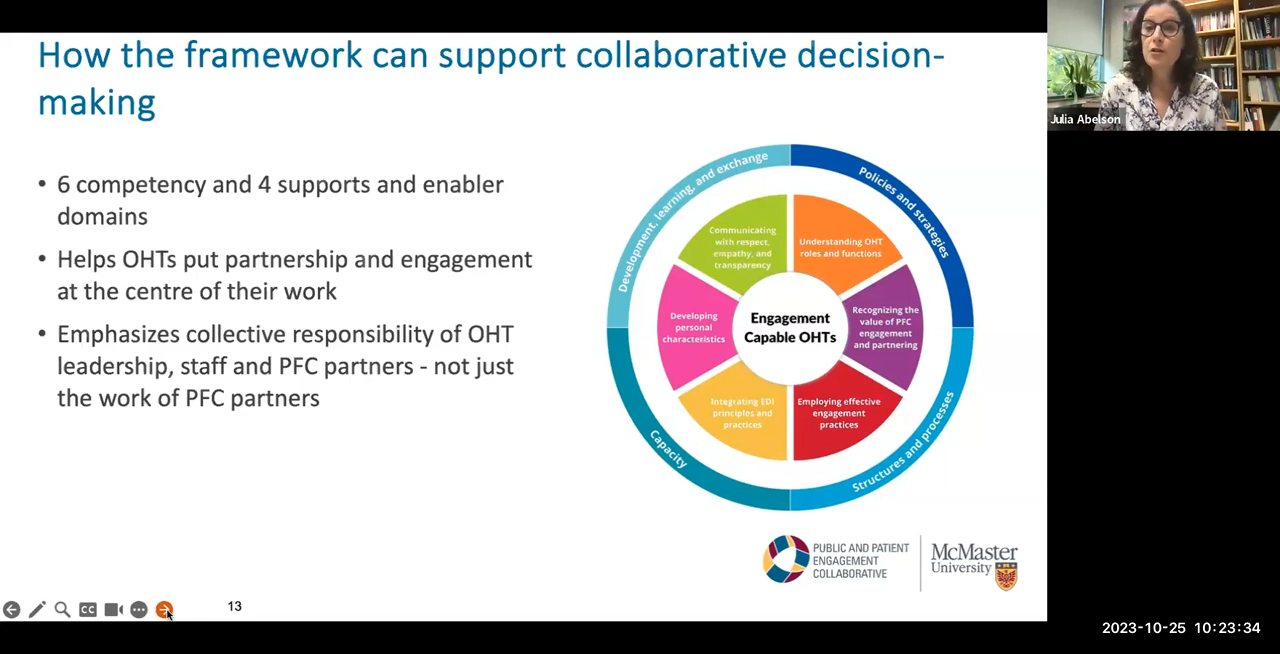 How the framework can support collaborative decision-
making
• 6 competency and 4 supports and enabler
domains
• Helps OHTs put partnership and engagement
at the centre of their work
• Emphasizes collective responsibility of OHT
leadership, staff and PFC partners - not just
the work of PFC partners
Development, learning, and exchange
Policies and strategies
Structures and processes
Capacity
Communicating
with respect,
empathy, and
transparency
Understanding OHT
roles and functions
Recognizing the
value of PFC
engagement
and partnering
Employing effective
engagement
practices
Integrating EDI
principles and
practices
Developing
personal
characteristics
Engagement
Capable OHTs
PUBLIC AND PATIENT
ENGAGEMENT
COLLABORATIVE
McMaster
University
CC
13
Julia Abelson
2023-10-25 10:23:34